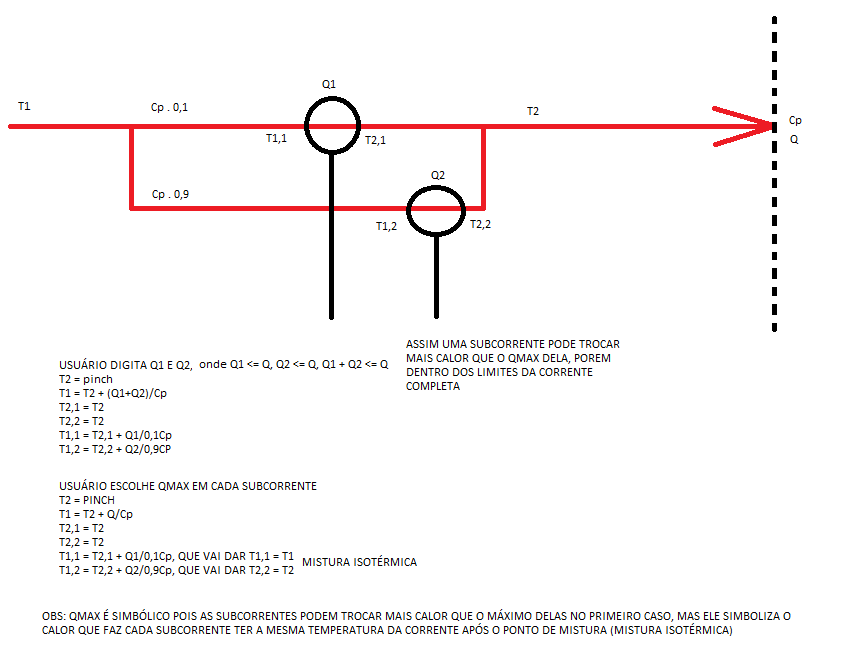 Q1
T1
Cp . 0,1
T2
Cp
T1,1
T2,1
Q
Q2
Cp . 0,9
T1,2
T2,2
ASSIM UMA SUBCORRENTE PODE TROCAR
MAIS CALOR QUE O QMAX DELA, POREM
DENTRO DOS LIMITES DA CORRENTE
COMPLETA
USUÁRIO DIGITA Q1 E Q2, onde Q1 <= Q, Q2 <= Q, Q1 + Q2 <= Q
T2 = pinch
T1 = T2 + (Q1+Q2)/Cp
T2,1 = T2
T2,2 = T2
T1,1 = T2,1 + Q1/0,1Cp
T1,2 = T2,2 + Q2/0,9CP
USUÁRIO ESCOLHE QMAX EM CADA SUBCORRENTE
T2 = PINCH
T1 = T2 + Q/Cp
T2,1 = T2
T2,2 = T2
T1,1 = T2,1 + Q1/0,1Cp, QUE VAI DAR T1,1 = T1
T1,2 = T2,2 + Q2/0,9Cp, QUE VAI DAR T2,2 = T2
MISTURA ISOTÉRMICA
OBS: QMAX É SIMBÓLICO POIS AS SUBCORRENTES PODEM TROCAR MAIS CALOR QUE O MÁXIMO DELAS NO PRIMEIRO CASO, MAS ELE SIMBOLIZA O
CALOR QUE FAZ CADA SUBCORRENTE TER A MESMA TEMPERATURA DA CORRENTE APÓS O PONTO DE MISTURA (MISTURA ISOTÉRMICA)